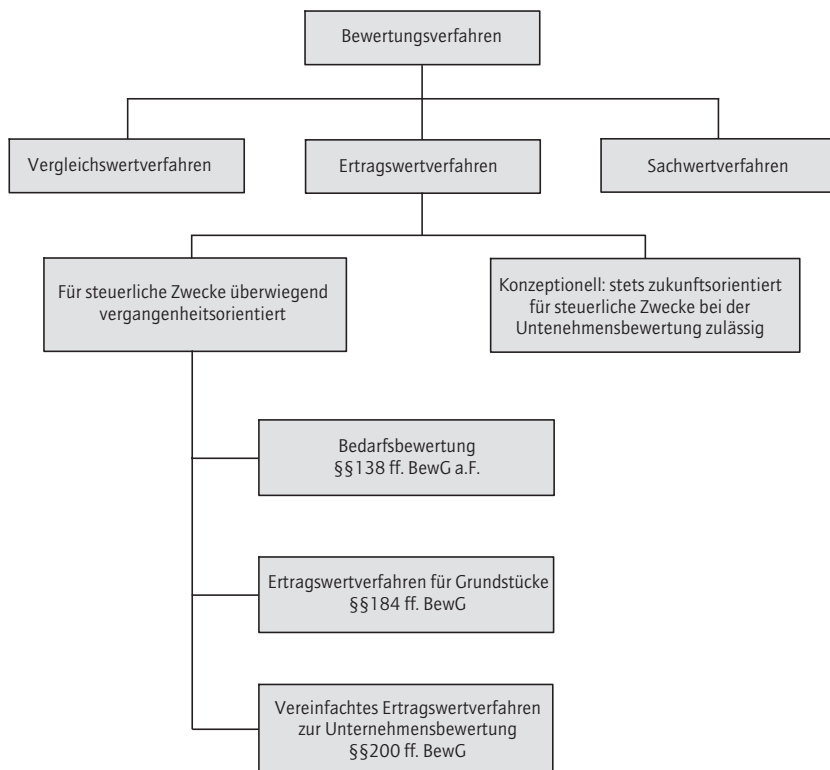 Bewertungsverfahren
Vergleichswertverfahren
Ertragswertverfahren
Sachwertverfahren
Für steuerliche Zwecke überwiegend
vergangenheitsorientiert
Konzeptionell: stets zukunftsorientiert
für steuerliche Zwecke bei der
Untenehmensbewertung zulässig
Bedarfsbewertung
§§138 ff. BewG a.F.
Ertragswertverfahren für Grundstücke
§§184 ff. BewG
Vereinfachtes Ertragswertverfahren
zur Unternehmensbewertung
§§200 ff. BewG